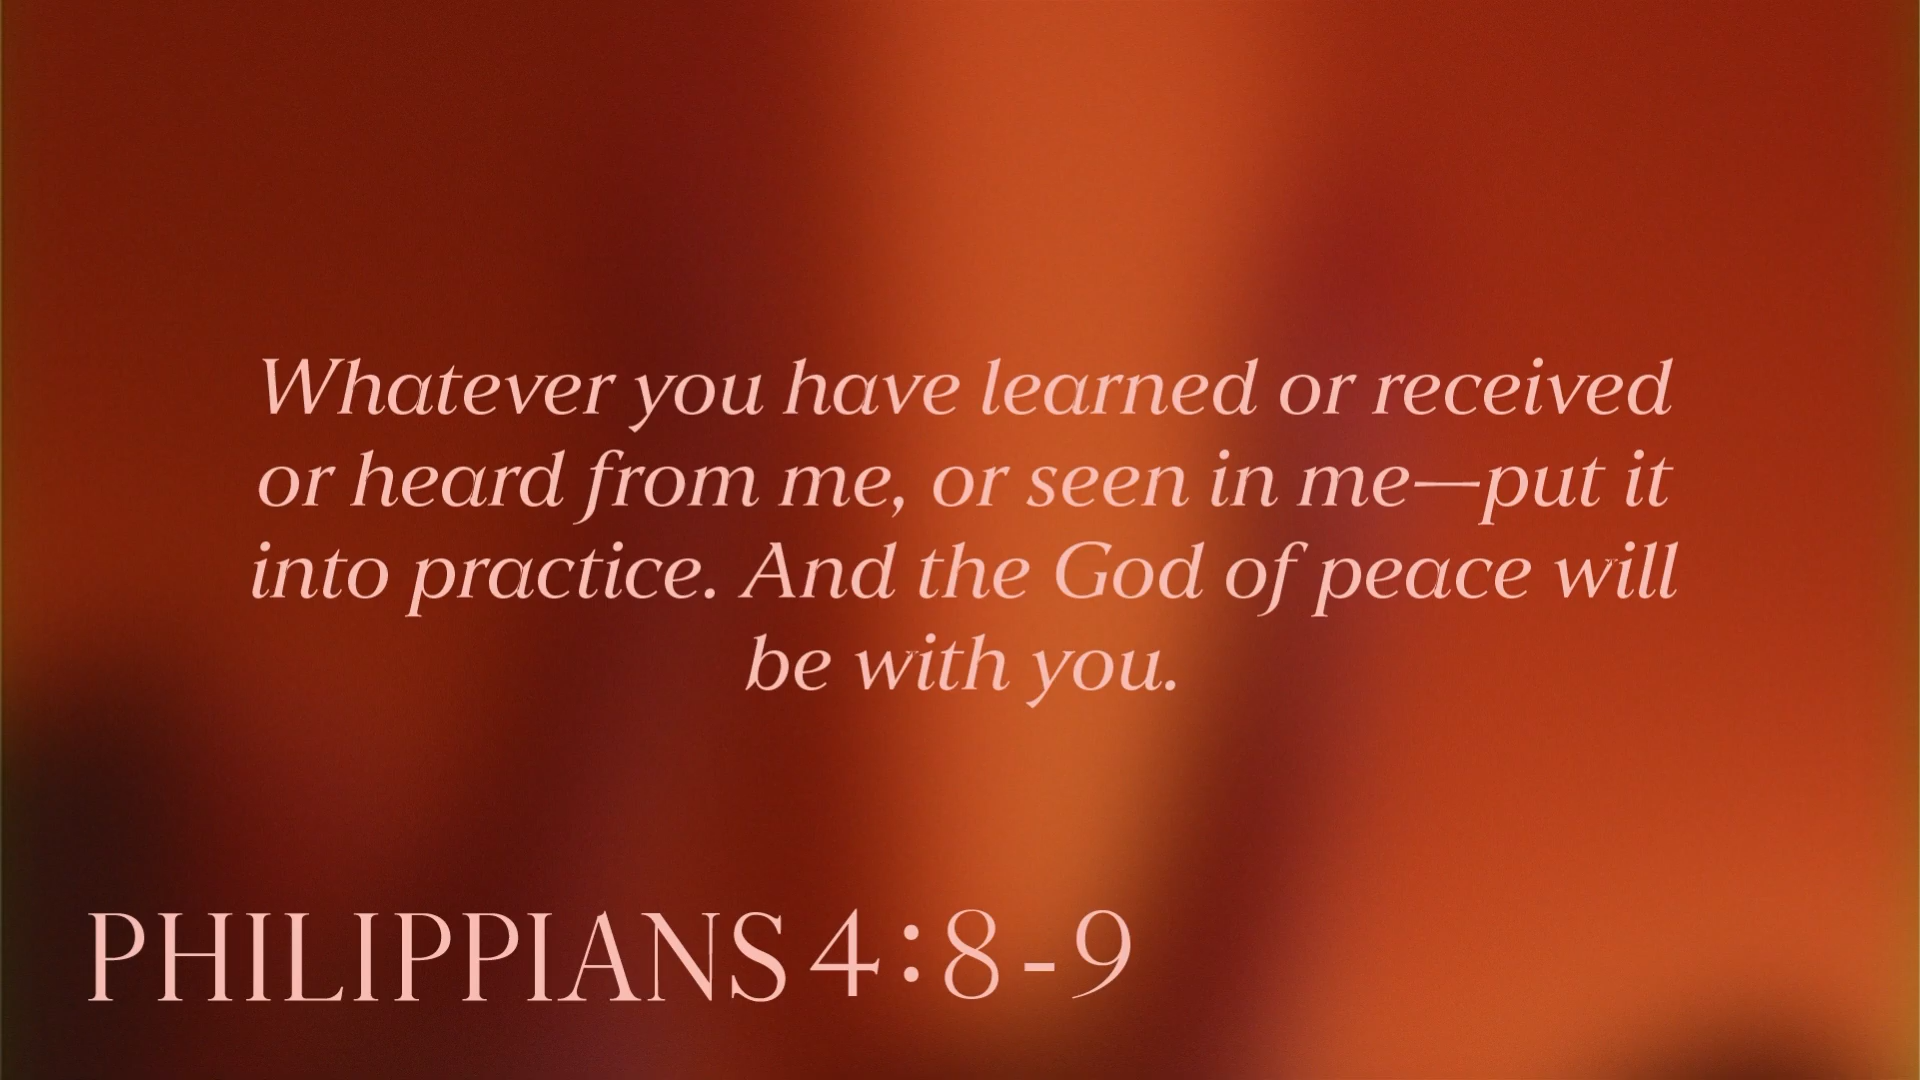 Whatever you have learned or received
or heard from me, or seen in me—put it
into practice. And the God of peace will
be with you.
PHILIPPIANS 4:8-9